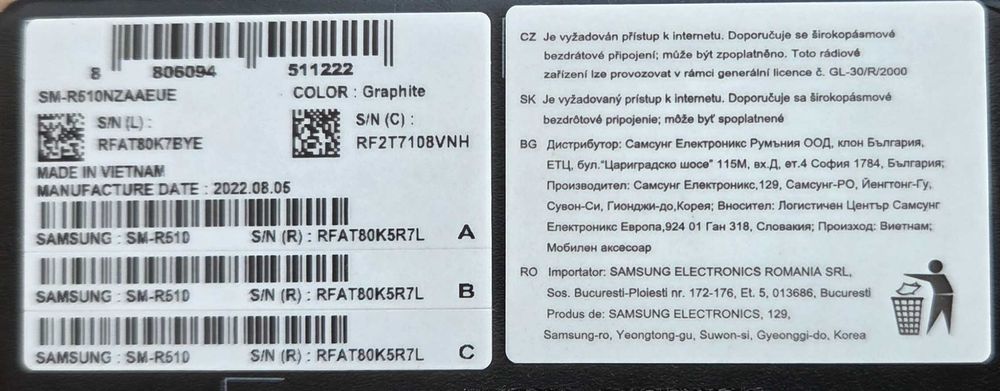 8 806094 511222
SM-R510NZAAEUE
COLOR : Graphite
S/N (L) :
RFAT80K7BYE
S/N (C) :
RF2T7108VNH
MADE IN VIETNAM
MANUFACTURE DATE : 2022.08.05
SAMSUNG : SM-R510 S/N (R) : RFAT80K5R7L A
SAMSUNG : SM-R510 S/N (R) : RFAT80K5R7L B
SAMSUNG : SM-R510 S/N (R) : RFAT80K5R7L C
CZ Je vyžadován přístup k internetu. Doporučuje se širokopásmové
bezdrátové připojení; může být zpoplatněno. Toto rádiové
zařízení lze provozovat v rámci generální licence č. GL-30/R/2000
SK Je vyžadovaný prístup k internetu. Doporučuje sa širokopásmové
bezdrôtové pripojenie; môže byť spoplatnené
BG Дистрибутор: Самсунг Електроникс Румъния ООД, клон България,
ЕТЦ, бул."Цариградско шосе" 115М, вх.Д, ет.4 София 1784, България;
Производител: Самсунг Електроникс,129, Самсунг-РО, Йенгтонг-Гу,
Сувон-Си, Гионджи-до,Корея; Вносител: Логистичен Център Самсунг
Електроникс Европа,924 01 Ган 318, Словакия; Произход: Виетнам;
Мобилен аксесоар
RO Importator: SAMSUNG ELECTRONICS ROMANIA SRL,
Sos. Bucuresti-Ploiesti nr. 172-176, Et. 5, 013686, Bucuresti
Produs de: SAMSUNG ELECTRONICS, 129,
Samsung-ro, Yeongtong-gu, Suwon-si, Gyeonggi-do, Korea